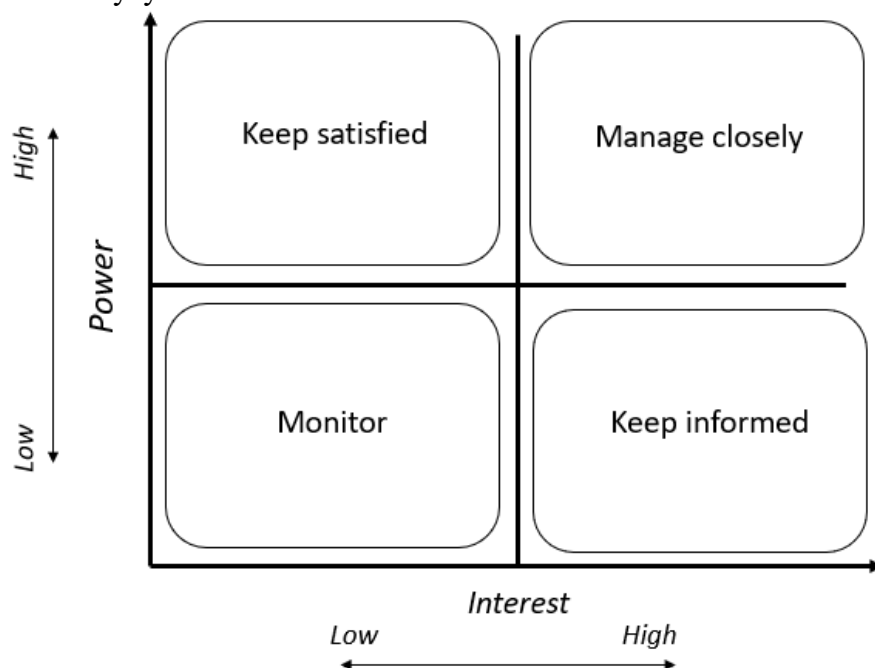 High
Keep satisfied
Manage closely
Power
Monitor
Keep informed
Low
Interest
Low
High